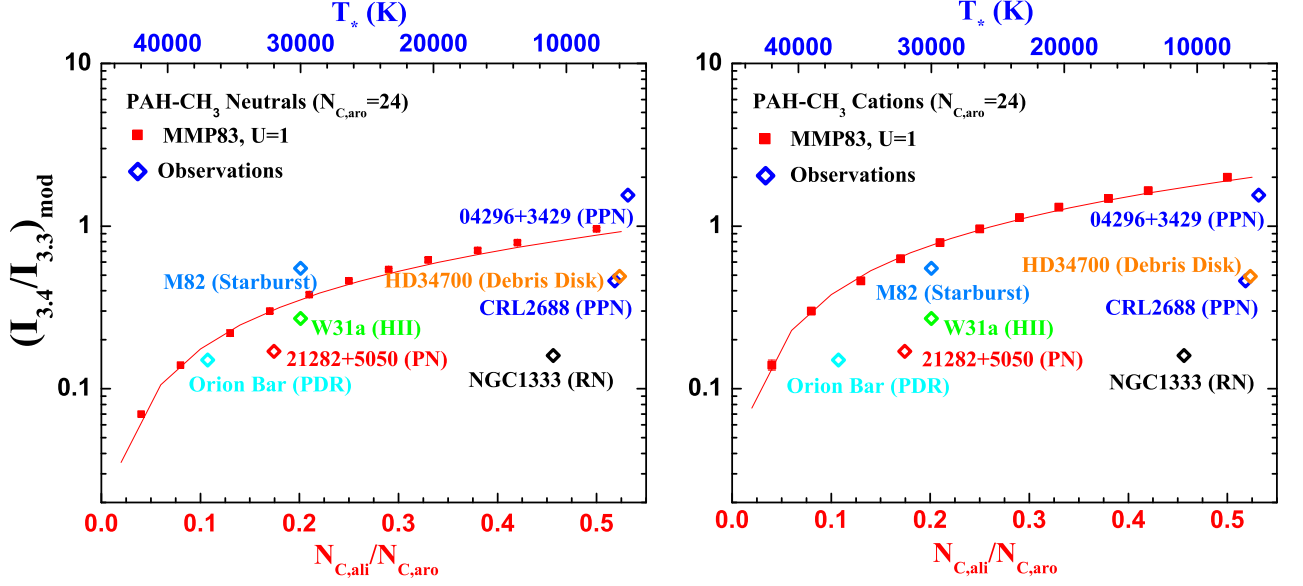 T* (K)
40000 30000 20000 10000
10
1
0.1
(I3.4/I3.3)mod
PAH-CH3 Neutrals (NC,aro=24)
MMP83, U=1
Observations
04296+3429 (PPN)
M82 (Starburst)
HD34700 (Debris Disk)
CRL2688 (PPN)
W31a (HII)
21282+5050 (PN)
Orion Bar (PDR)
NGC1333 (RN)
0.0 0.1 0.2 0.3 0.4 0.5
NC,ali/NC,aro
T* (K)
40000 30000 20000 10000
10
1
0.1
PAH-CH3 Cations (NC,aro=24)
MMP83, U=1
Observations
04296+3429 (PPN)
HD34700 (Debris Disk)
M82 (Starburst)
CRL2688 (PPN)
W31a (HII)
21282+5050 (PN)
Orion Bar (PDR)
NGC1333 (RN)
0.0 0.1 0.2 0.3 0.4 0.5
NC,ali/NC,aro